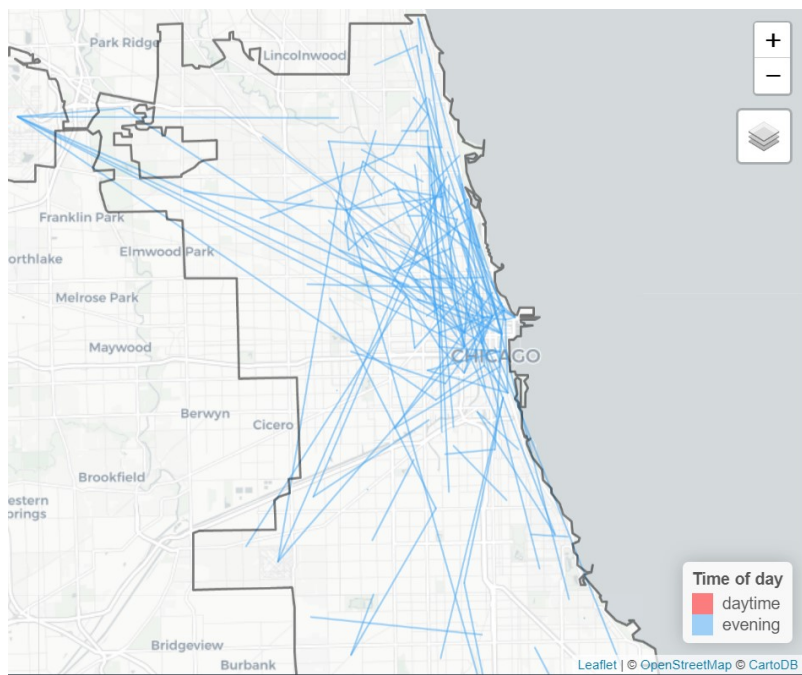 +
−
Park Ridge
Lincolnwood
Franklin Park
Elmwood Park
orthlake
Melrose Park
Maywood
CHICAGO
Berwyn
Cicero
Brookfield
estern
prings
Bridgeview
Burbank
Time of day
daytime
evening
Leaflet | © OpenStreetMap © CartoDB